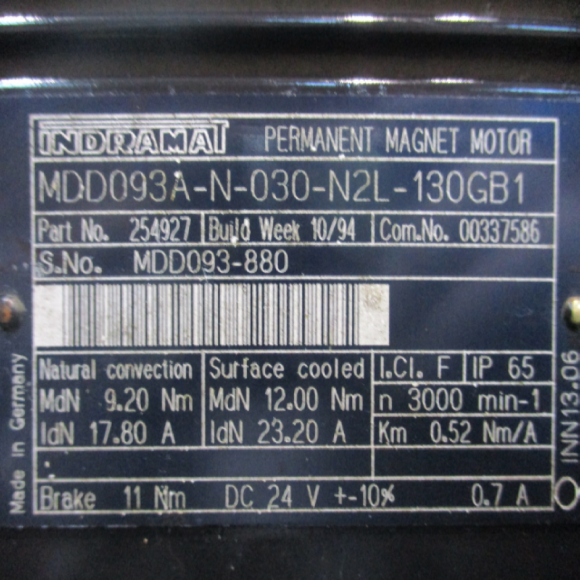 INDRAMAT PERMANENT MAGNET MOTOR
MDD093A-N-030-N2L-130GB1
Part No. 254927 Build Week 10/94 Com.No. 00337586
S.No. MDD093-880
Natural convection Surface cooled I.Cl. F IP 65
MdN 9.20 Nm MdN 12.00 Nm n 3000 min-1
IdN 17.80 A IdN 23.20 A Km 0.52 Nm/A
Brake 11 Nm DC 24 V +-10% 0.7 A
Made in Germany
INN13.06